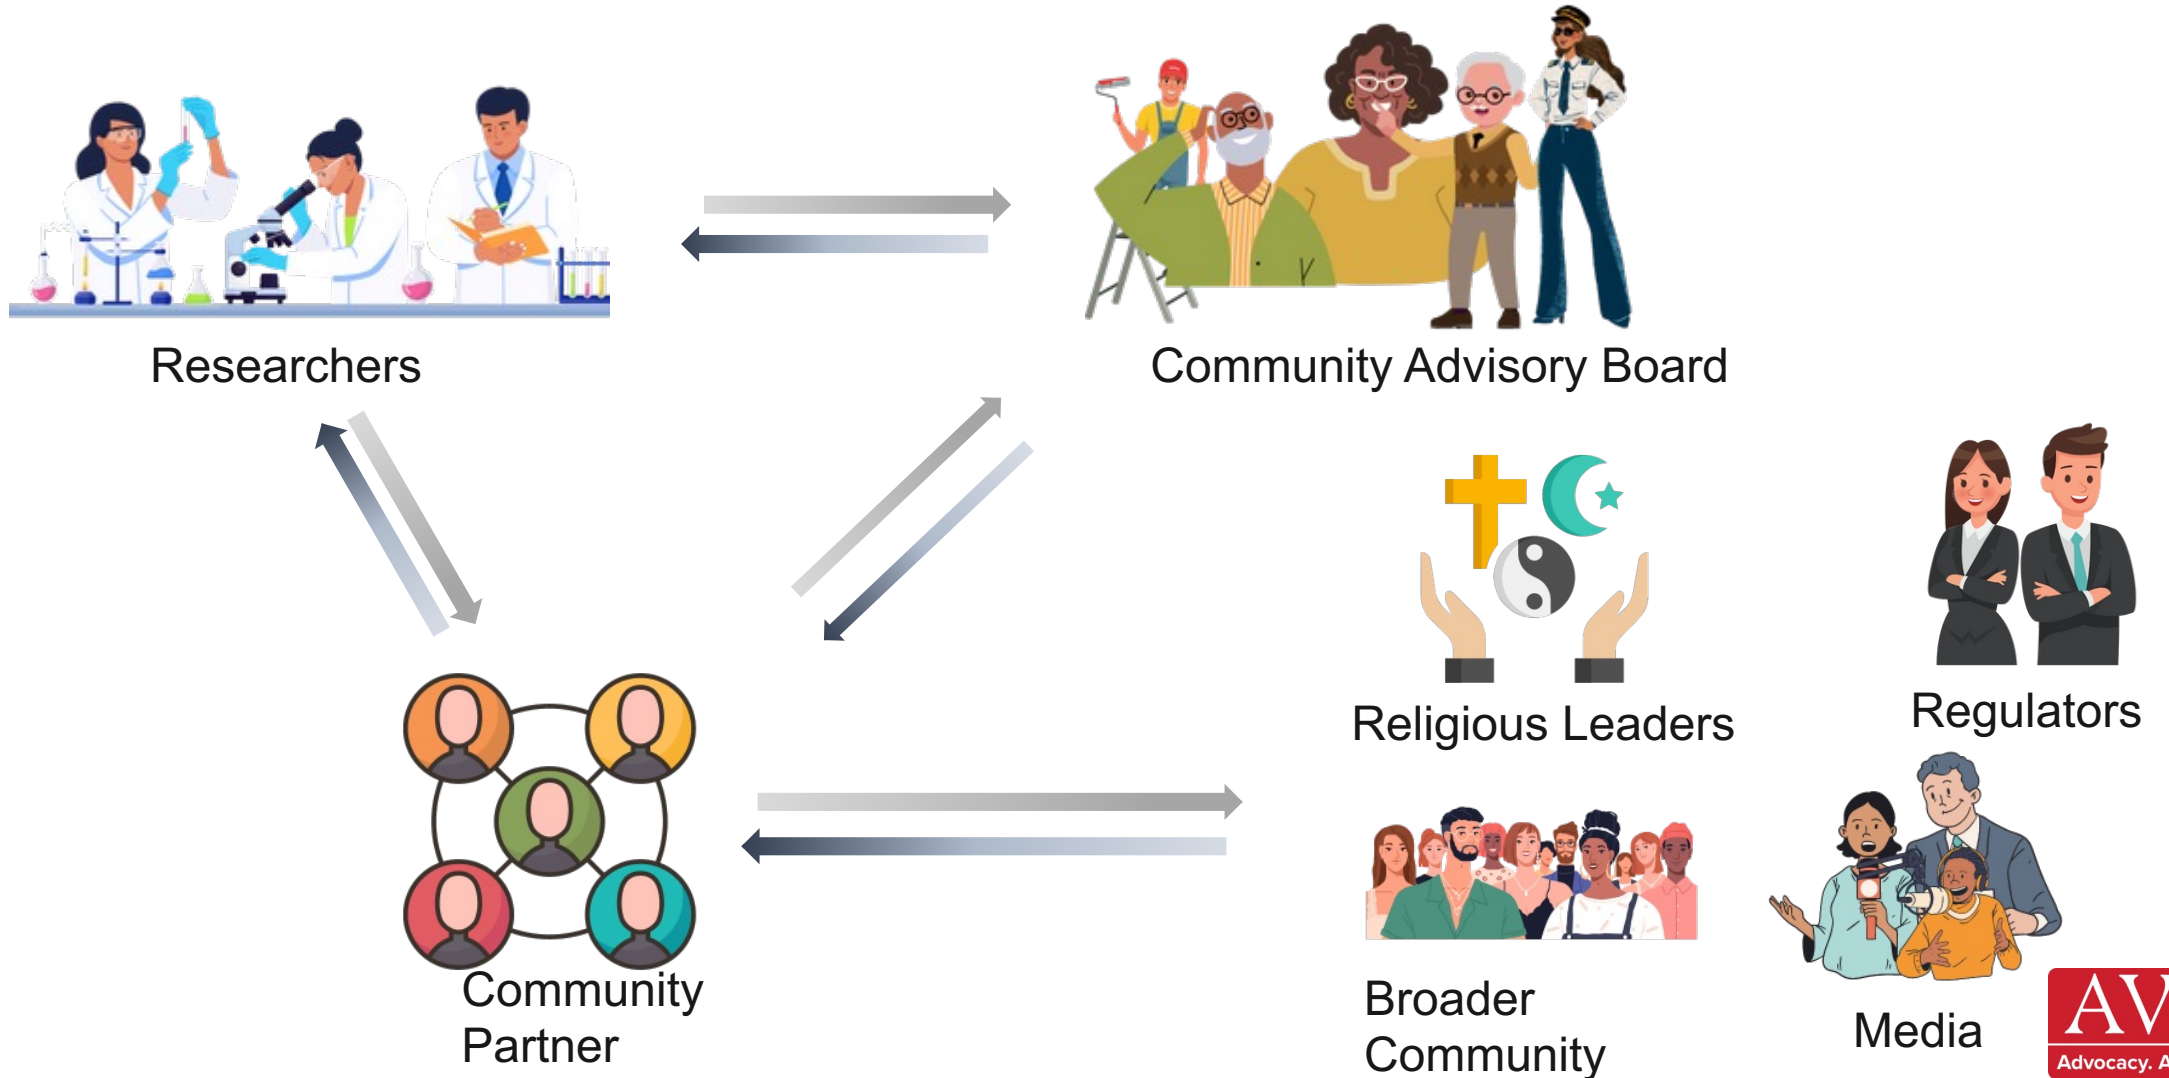 Researchers
Community Advisory Board
Religious Leaders
Regulators
Community
Partner
Broader
Community
Media
AV
Advocacy. A